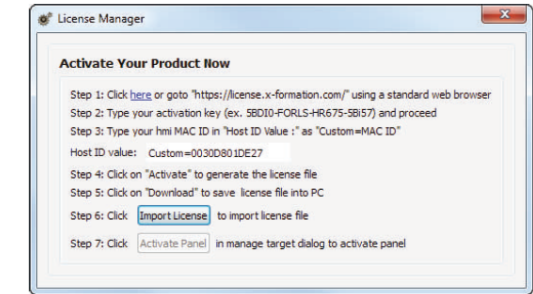 License Manager
Activate Your Product Now
Step 1: Click here or goto "https://license.x-formation.com/" using a standard web browser
Step 2: Type your activation key (ex. 5BDI0-FORLS-HR675-5Bi57) and proceed
Step 3: Type your hmi MAC ID in "Host ID Value :" as "Custom=MAC ID"
Host ID value: Custom=0030D801DE27
Step 4: Click on "Activate" to generate the license file
Step 5: Click on "Download" to save license file into PC
Step 6: Click Import License to import license file
Step 7: Click Activate Panel in manage target dialog to activate panel